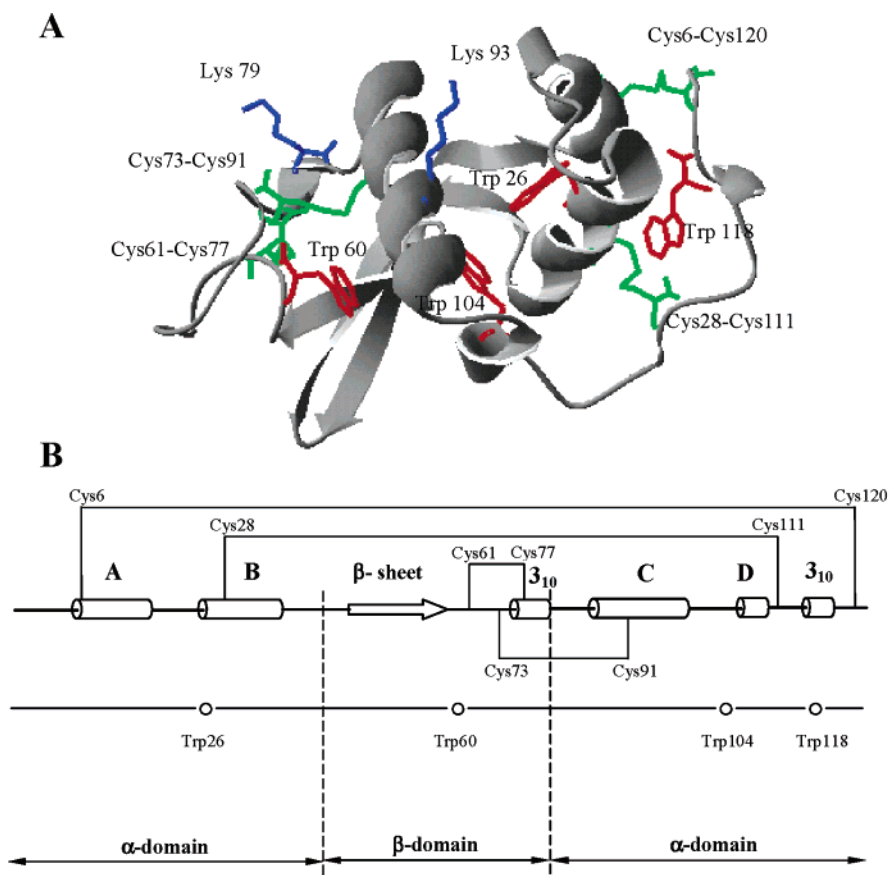 A
Cys6-Cys120
Lys 79
Lys 93
Cys73-Cys91
Trp 26
Trp 118
Cys61-Cys77
Trp 60
Trp 104
Cys28-Cys111
B
Cys6
Cys120
Cys28
Cys111
Cys61
Cys77
A
B
β- sheet
3₁₀
C
D
3₁₀
Cys73
Cys91
Trp26
Trp60
Trp104
Trp118
α-domain
β-domain
α-domain